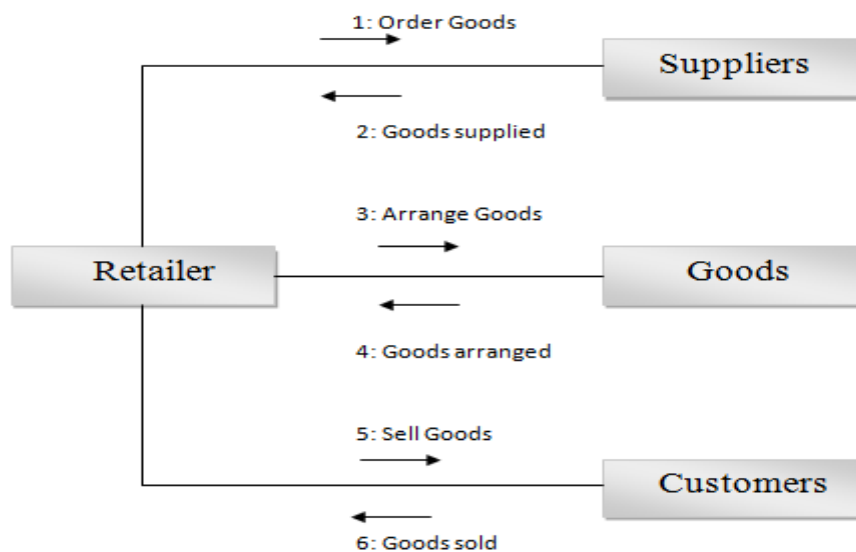 1: Order Goods
Suppliers
2: Goods supplied
3: Arrange Goods
Retailer
Goods
4: Goods arranged
5: Sell Goods
Customers
6: Goods sold